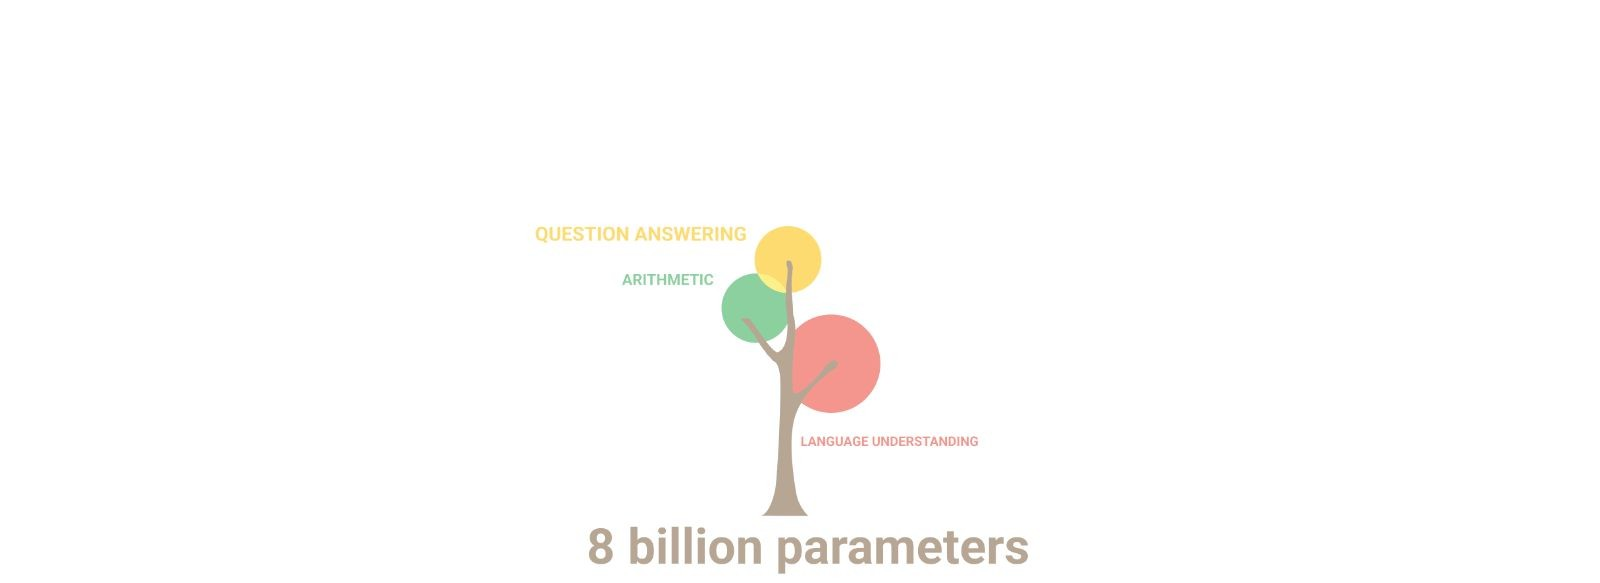 QUESTION ANSWERING
ARITHMETIC
LANGUAGE UNDERSTANDING
8 billion parameters